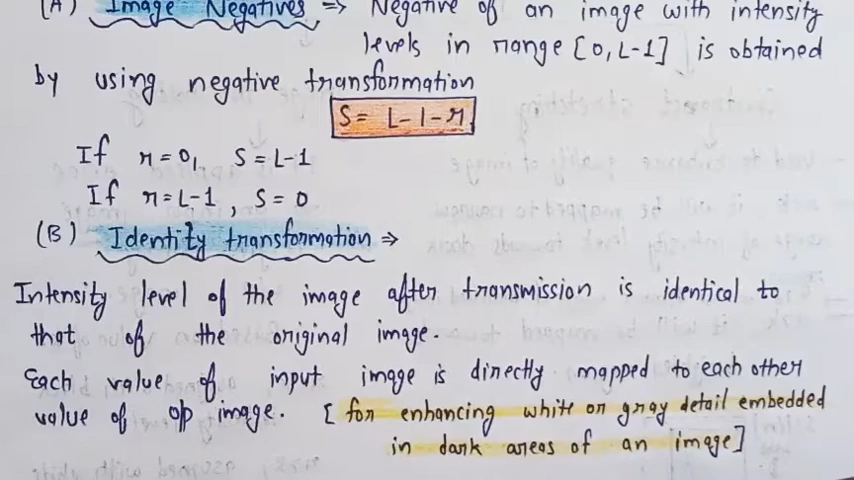 (A) Image Negatives ⇒ Negative of an image with intensity
levels in range [0, L-1] is obtained
by using negative transformation
S = L-1-r
If r = 0, S = L-1
If r = L-1, S = 0
(B) Identity transformation ⇒
Intensity level of the image after transmission is identical to
that of the original image.
Each value of input image is directly mapped to each other
value of o/p image. [for enhancing white or gray detail embedded
in dark areas of an image]